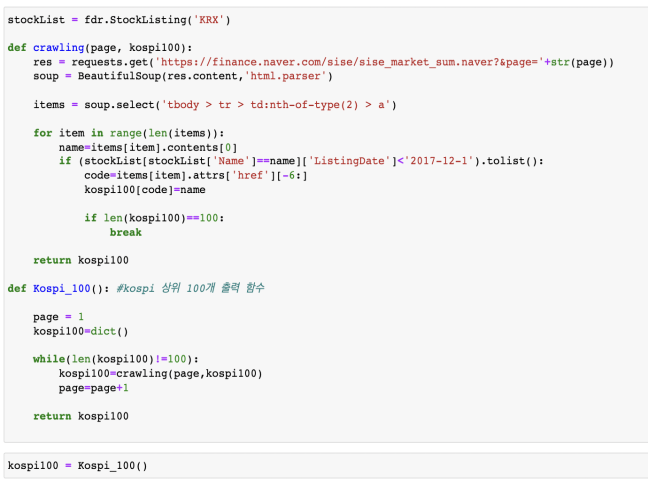 stockList = fdr.StockListing('KRX')

def crawling(page, kospi100):
    res = requests.get('https://finance.naver.com/sise/sise_market_sum.naver?&page='+str(page))
    soup = BeautifulSoup(res.content,'html.parser')

    items = soup.select('tbody > tr > td:nth-of-type(2) > a')

    for item in range(len(items)):
        name=items[item].contents[0]
        if (stockList[stockList['Name']==name]['ListingDate']<'2017-12-1').tolist():
            code=items[item].attrs['href'][-6:]
            kospi100[code]=name

            if len(kospi100)==100:
                break

    return kospi100

def Kospi_100(): #kospi 상위 100개 출력 함수

    page = 1
    kospi100=dict()

    while(len(kospi100)!=100):
        kospi100=crawling(page,kospi100)
        page=page+1

    return kospi100

kospi100 = Kospi_100()